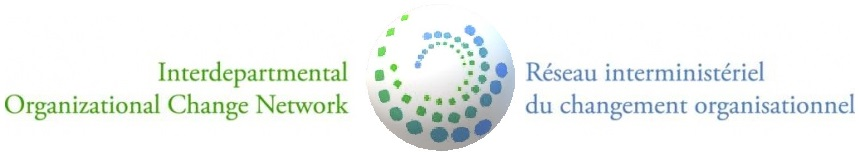 Interdepartmental
Organizational Change Network
Réseau interministériel
du changement organisationnel